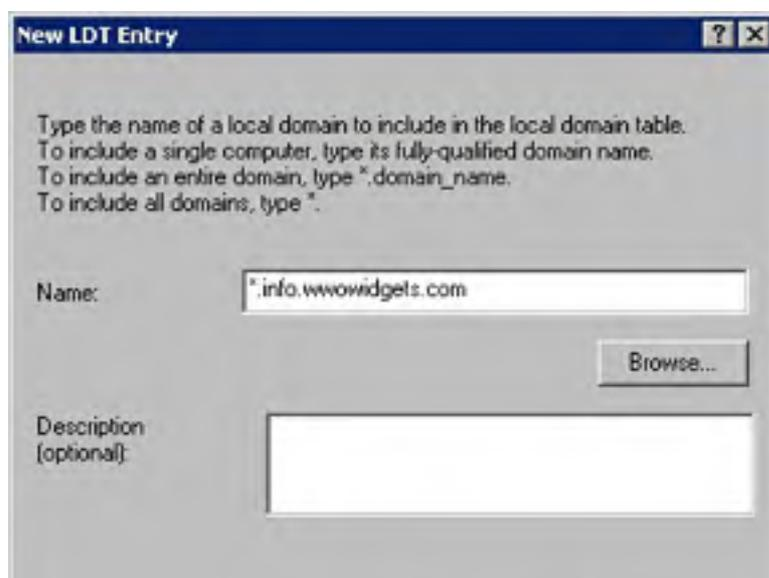 New LDT Entry
Type the name of a local domain to include in the local domain table.
To include a single computer, type its fully-qualified domain name.
To include an entire domain, type *.domain_name.
To include all domains, type *.
Name:
*.info.wwowidgets.com
Browse...
Description
(optional):